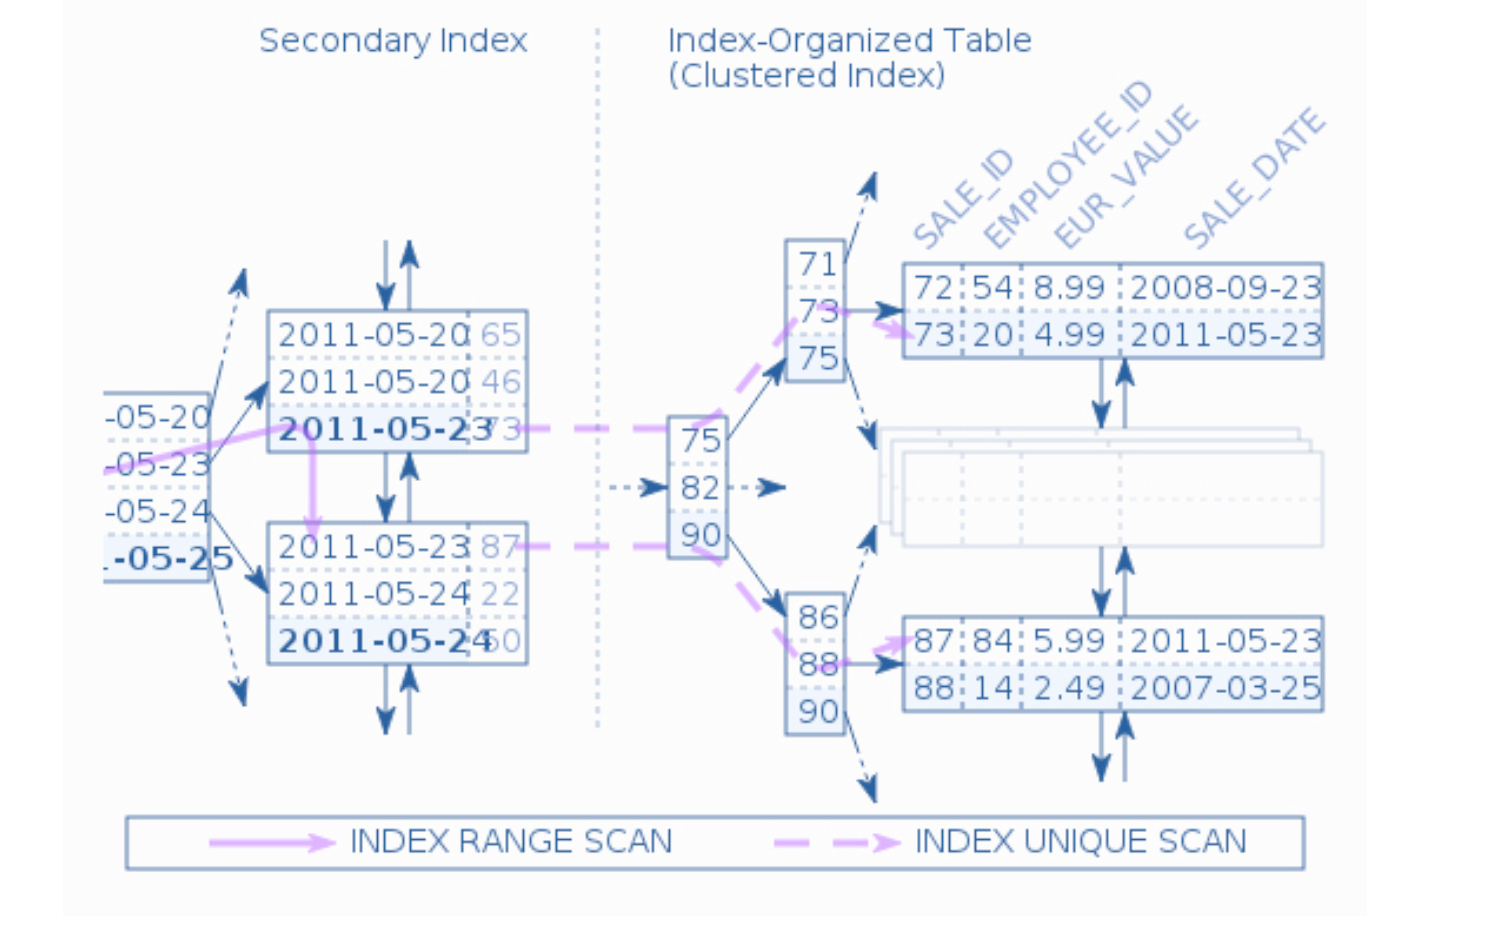 Secondary Index
Index-Organized Table
(Clustered Index)
SALE_ID
EMPLOYEE_ID
EUR_VALUE
SALE_DATE
-05-20
-05-23
-05-24
-05-25
2011-05-20 65
2011-05-20 46
2011-05-23 73
2011-05-23 87
2011-05-24 22
2011-05-24 50
75
82
90
71
73
75
86
88
90
72 54 8.99 2008-09-23
73 20 4.99 2011-05-23
87 84 5.99 2011-05-23
88 14 2.49 2007-03-25
INDEX RANGE SCAN
INDEX UNIQUE SCAN